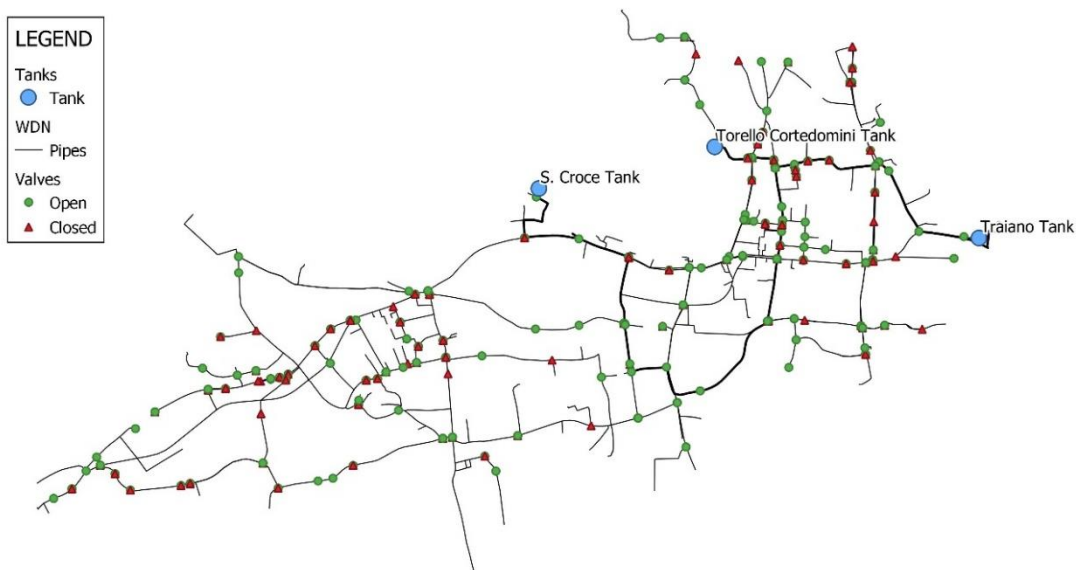 LEGEND
Tanks
Tank
WDN
Pipes
Valves
Open
Closed
Torello Cortedomini Tank
S. Croce Tank
Traiano Tank